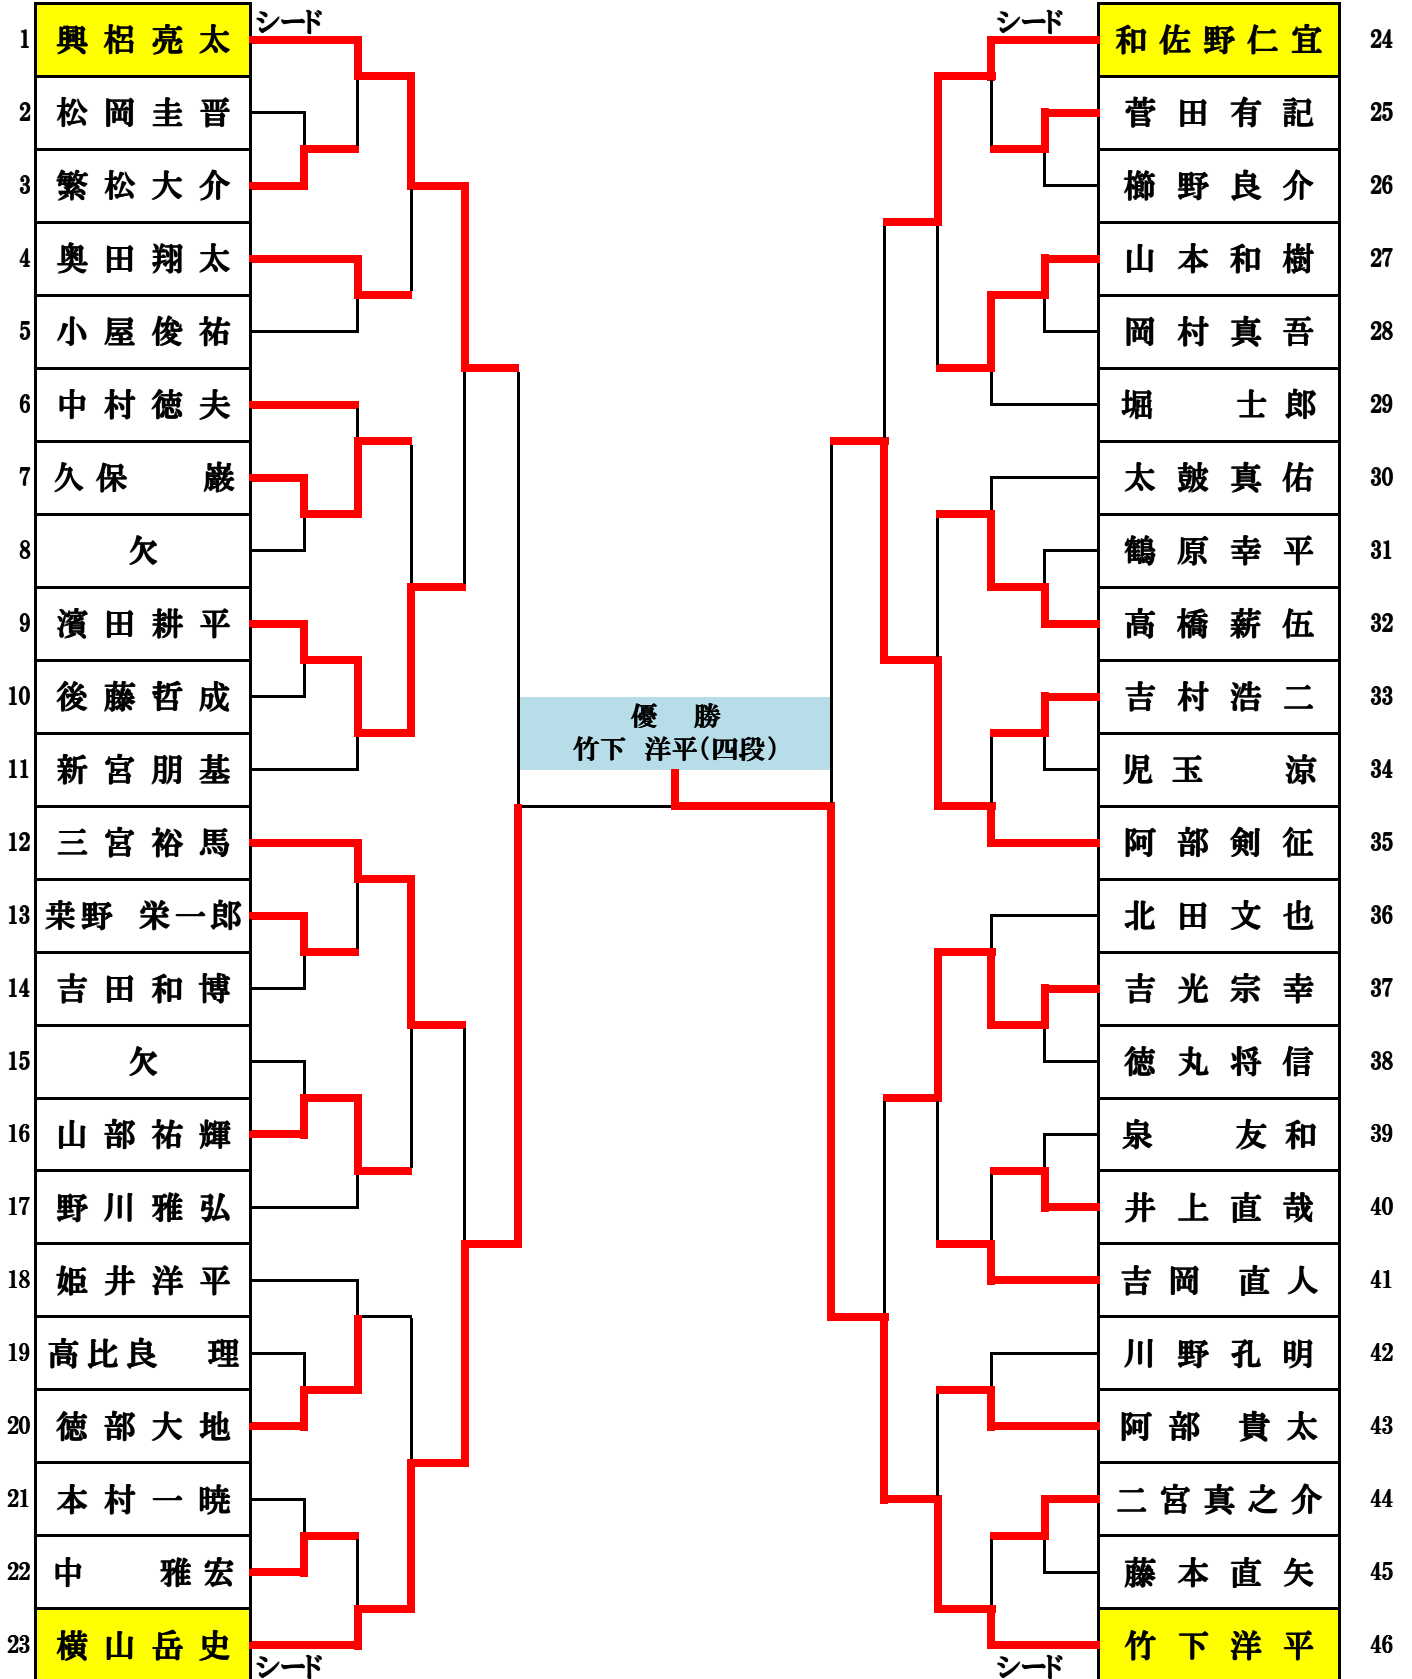 シード
1 興梠亮太
2 松岡圭晋
3 繁松大介
4 奥田翔太
5 小屋俊祐
6 中村徳夫
7 久保 巌
8 欠
9 濱田耕平
10 後藤哲成
11 新宮朋基
12 三宮裕馬
13 桒野 栄一郎
14 吉田和博
15 欠
16 山部祐輝
17 野川雅弘
18 姫井洋平
19 高比良 理
20 徳部大地
21 本村一暁
22 中 雅宏
23 横山岳史
シード
優 勝
竹下 洋平(四段)
シード
和佐野仁宜 24
菅田有記 25
櫛野良介 26
山本和樹 27
岡村真吾 28
堀 士郎 29
太皷真佑 30
鶴原幸平 31
高橋薪伍 32
吉村浩二 33
児玉 涼 34
阿部剣征 35
北田文也 36
吉光宗幸 37
徳丸将信 38
泉 友和 39
井上直哉 40
吉岡 直人 41
川野孔明 42
阿部 貴太 43
二宮真之介 44
藤本直矢 45
竹下洋平 46
シード